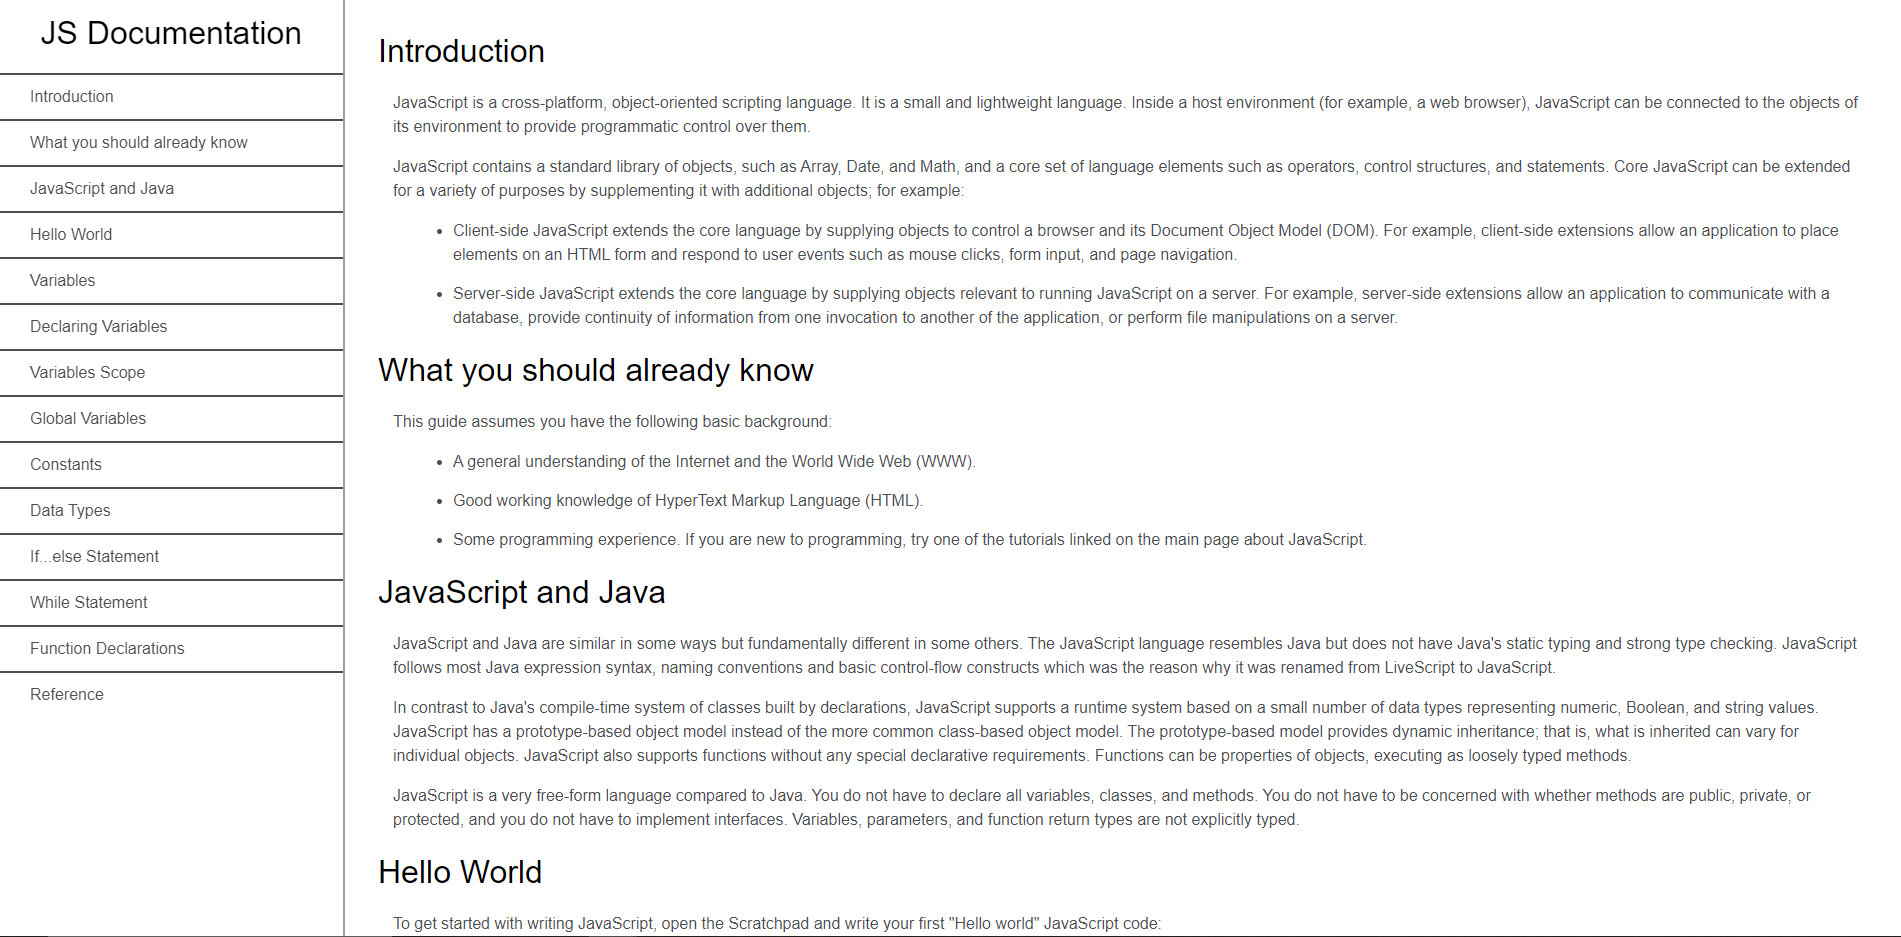 JS Documentation
Introduction
What you should already know
JavaScript and Java
Hello World
Variables
Declaring Variables
Variables Scope
Global Variables
Constants
Data Types
If...else Statement
While Statement
Function Declarations
Reference
Introduction
JavaScript is a cross-platform, object-oriented scripting language. It is a small and lightweight language. Inside a host environment (for example, a web browser), JavaScript can be connected to the objects of
its environment to provide programmatic control over them.
JavaScript contains a standard library of objects, such as Array, Date, and Math, and a core set of language elements such as operators, control structures, and statements. Core JavaScript can be extended
for a variety of purposes by supplementing it with additional objects; for example:
• Client-side JavaScript extends the core language by supplying objects to control a browser and its Document Object Model (DOM). For example, client-side extensions allow an application to place
elements on an HTML form and respond to user events such as mouse clicks, form input, and page navigation.
• Server-side JavaScript extends the core language by supplying objects relevant to running JavaScript on a server. For example, server-side extensions allow an application to communicate with a
database, provide continuity of information from one invocation to another of the application, or perform file manipulations on a server.
What you should already know
This guide assumes you have the following basic background:
• A general understanding of the Internet and the World Wide Web (WWW).
• Good working knowledge of HyperText Markup Language (HTML).
• Some programming experience. If you are new to programming, try one of the tutorials linked on the main page about JavaScript.
JavaScript and Java
JavaScript and Java are similar in some ways but fundamentally different in some others. The JavaScript language resembles Java but does not have Java's static typing and strong type checking. JavaScript
follows most Java expression syntax, naming conventions and basic control-flow constructs which was the reason why it was renamed from LiveScript to JavaScript.
In contrast to Java's compile-time system of classes built by declarations, JavaScript supports a runtime system based on a small number of data types representing numeric, Boolean, and string values.
JavaScript has a prototype-based object model instead of the more common class-based object model. The prototype-based model provides dynamic inheritance; that is, what is inherited can vary for
individual objects. JavaScript also supports functions without any special declarative requirements. Functions can be properties of objects, executing as loosely typed methods.
JavaScript is a very free-form language compared to Java. You do not have to declare all variables, classes, and methods. You do not have to be concerned with whether methods are public, private, or
protected, and you do not have to implement interfaces. Variables, parameters, and function return types are not explicitly typed.
Hello World
To get started with writing JavaScript, open the Scratchpad and write your first "Hello world" JavaScript code: